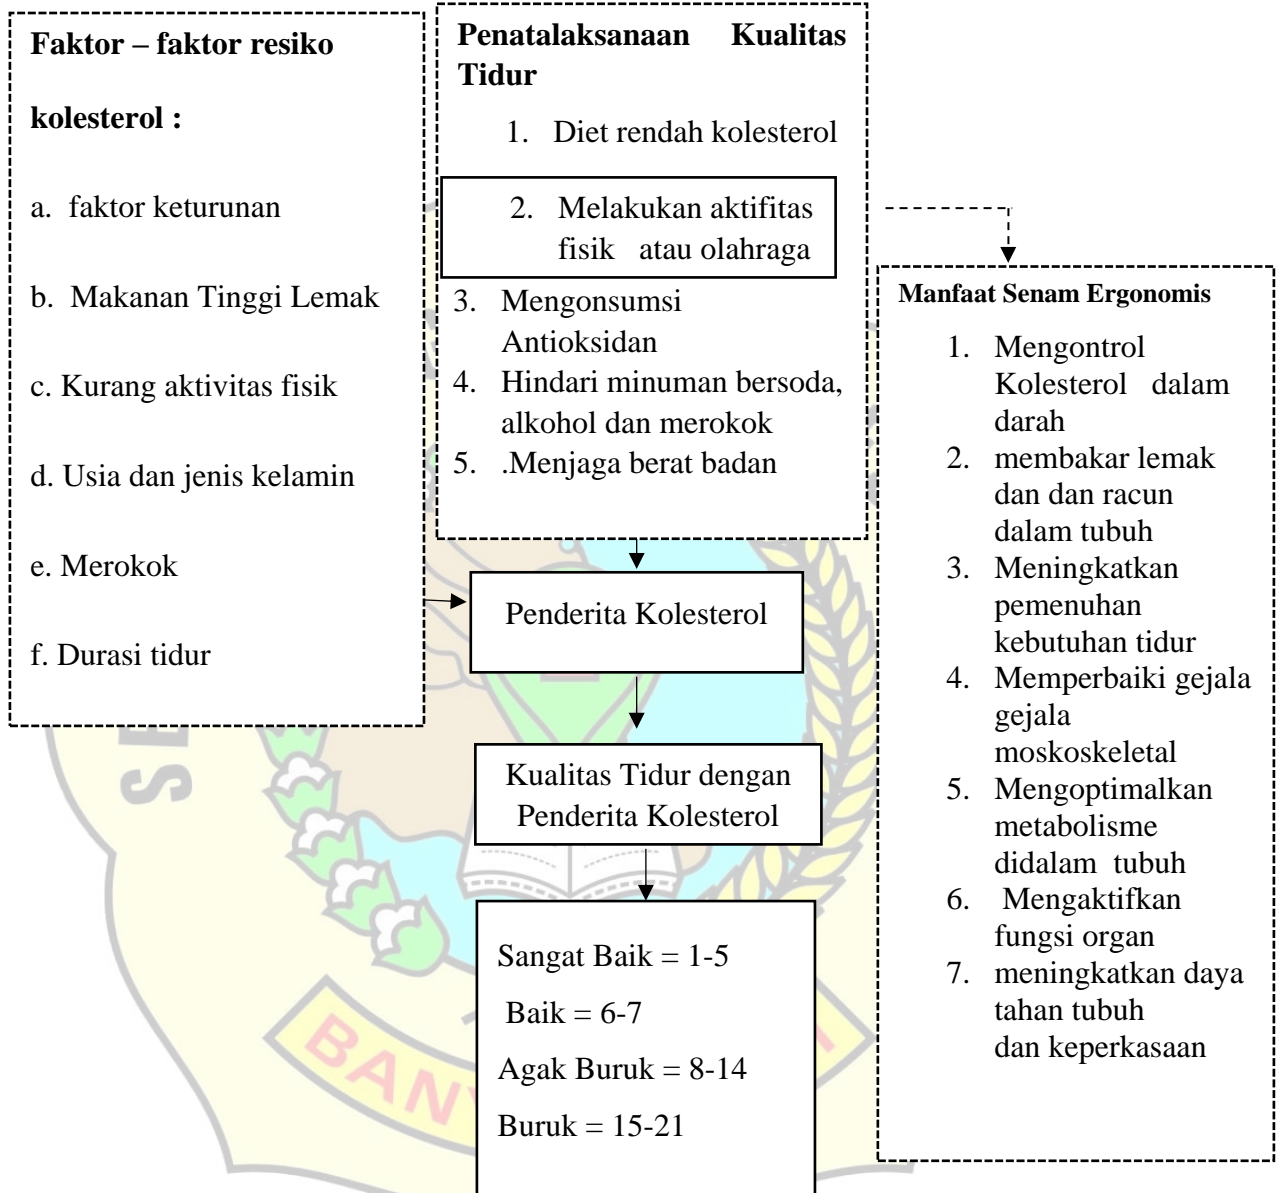 Faktor – faktor resiko
kolesterol :
a. faktor keturunan
b. Makanan Tinggi Lemak
c. Kurang aktivitas fisik
d. Usia dan jenis kelamin
e. Merokok
f. Durasi tidur
Penatalaksanaan Kualitas
Tidur
1. Diet rendah kolesterol
2. Melakukan aktifitas
fisik atau olahraga
3. Mengonsumsi
Antioksidan
4. Hindari minuman bersoda,
alkohol dan merokok
5. .Menjaga berat badan
Manfaat Senam Ergonomis
1. Mengontrol
Kolesterol dalam
darah
2. membakar lemak
dan dan racun
dalam tubuh
3. Meningkatkan
pemenuhan
kebutuhan tidur
4. Memperbaiki gejala
gejala
moskoskeletal
5. Mengoptimalkan
metabolisme
didalam tubuh
6. Mengaktifkan
fungsi organ
7. meningkatkan daya
tahan tubuh
dan keperkasaan
Penderita Kolesterol
Kualitas Tidur dengan
Penderita Kolesterol
Sangat Baik = 1-5
Baik = 6-7
Agak Buruk = 8-14
Buruk = 15-21